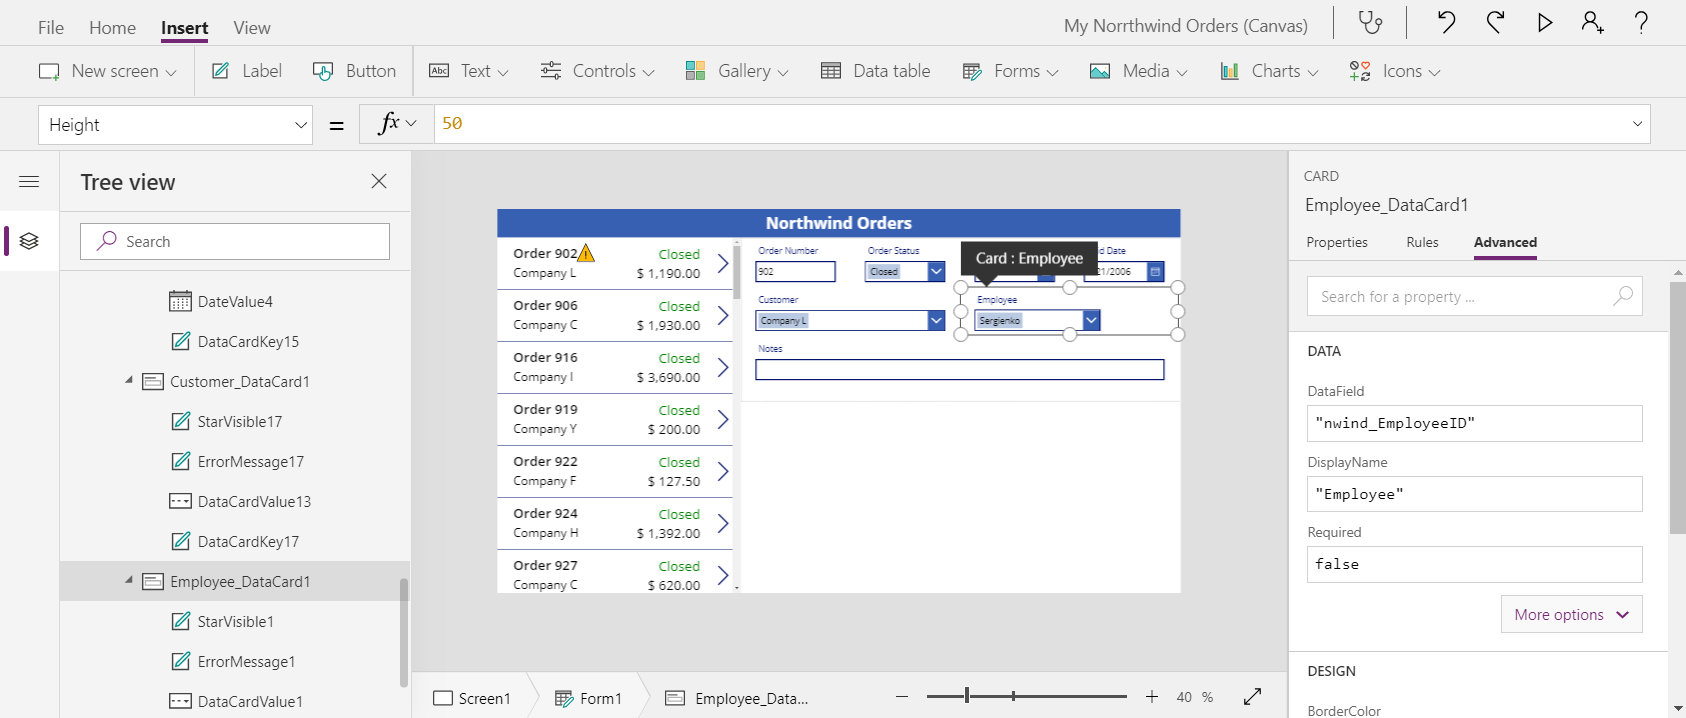 File Home Insert View
My Norrthwind Orders (Canvas)
?
New screen Label Button Abc Text Controls Gallery Data table Forms Media Charts Icons
Height = fx 50
Tree view
Search
DateValue4
DataCardKey15
Customer_DataCard1
StarVisible17
ErrorMessage17
DataCardValue13
DataCardKey17
Employee_DataCard1
StarVisible1
ErrorMessage1
DataCardValue1
Northwind Orders
Order 902 Closed
Company L $ 1,190.00
Order 906 Closed
Company C $ 1,930.00
Order 916 Closed
Company I $ 3,690.00
Order 919 Closed
Company Y $ 200.00
Order 922 Closed
Company F $ 127.50
Order 924 Closed
Company H $ 1,392.00
Order 927 Closed
Company C $ 620.00
Order Number Order Status d Date
902 Closed 21/2006
Card : Employee
Customer Employee
Company L Sergienko
Notes
Screen1 Form1 Employee_Data...
40 %
CARD
Employee_DataCard1
Properties Rules Advanced
Search for a property ...
DATA
DataField
"nwind_EmployeeID"
DisplayName
"Employee"
Required
false
More options
DESIGN
BorderColor